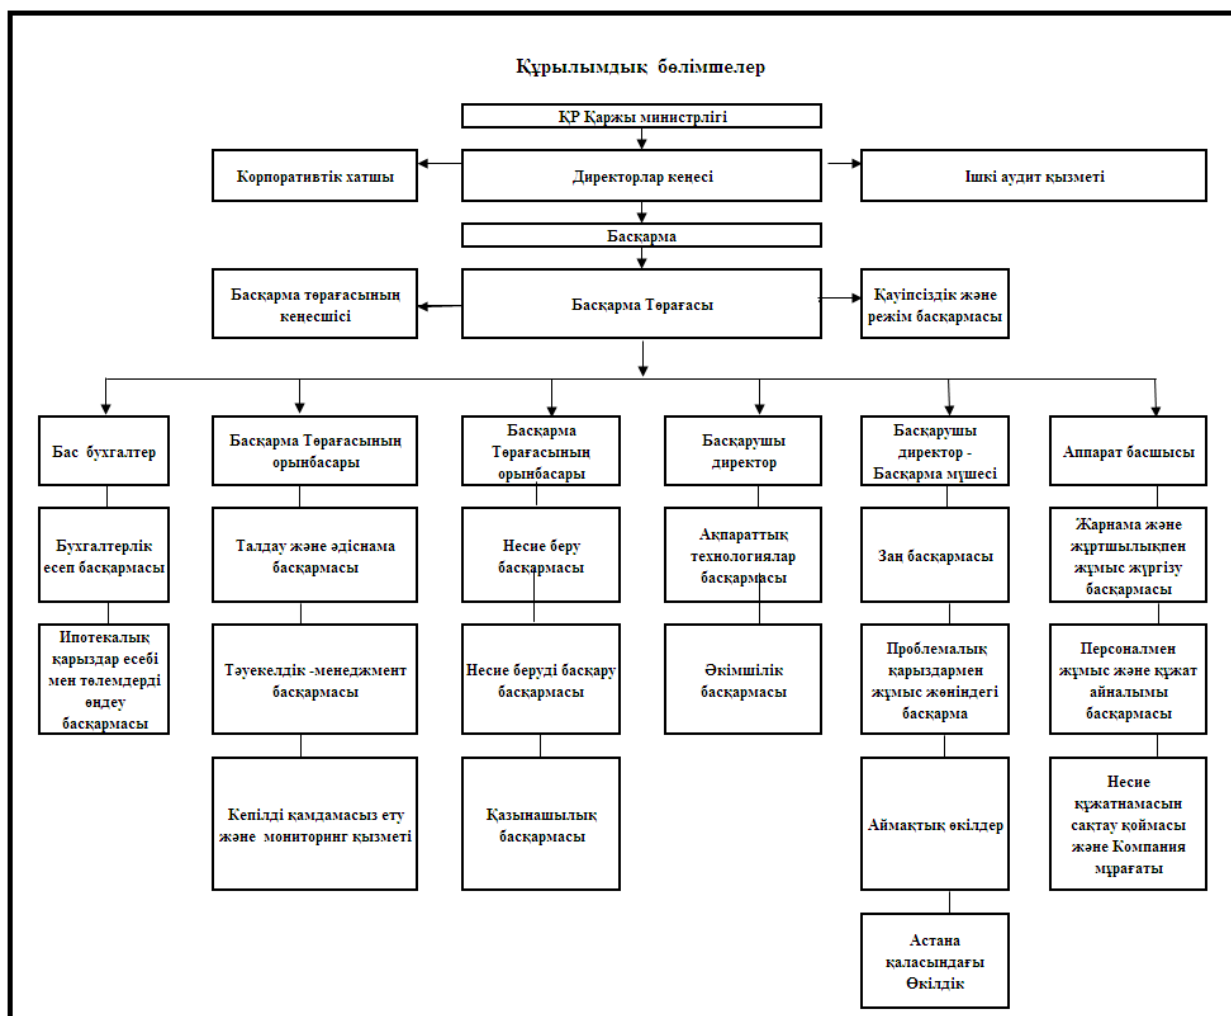 Құрылымдық бөлімшелер
ҚР Қаржы министрлігі
Корпоративтік хатшы
Директорлар кеңесі
Ішкі аудит қызметі
Басқарма
Басқарма төрағасының
кеңесшісі
Басқарма Төрағасы
Қауіпсіздік және
режім басқармасы
Бас бухгалтер
Басқарма Төрағасының
орынбасары
Басқарма
Төрағасының
орынбасары
Басқарушы
директор
Басқарушы
директор -
Басқарма мүшесі
Аппарат басшысы
Бухгалтерлік
есеп басқармасы
Талдау және әдіснама
басқармасы
Несие беру
басқармасы
Ақпараттық
технологиялар
басқармасы
Заң басқармасы
Жарнама және
жұртшылықпен
жұмыс жүргізу
басқармасы
Ипотекалық
қарыздар есебі
мен төлемдерді
өңдеу
басқармасы
Тәуекелдік -менеджмент
басқармасы
Несие беруді басқару
басқармасы
Әкімшілік
басқармасы
Проблемалық
қарыздармен
жұмыс жөніндегі
басқарма
Персоналмен
жұмыс және құжат
айналымы
басқармасы
Кепілді қамдамасыз ету
және мониторинг қызметі
Қазынашылық
басқармасы
Аймақтық өкілдер
Несие
құжатнамасын
сақтау қоймасы
және Компания
мұрағаты
Астана
қаласындағы
Өкілдік